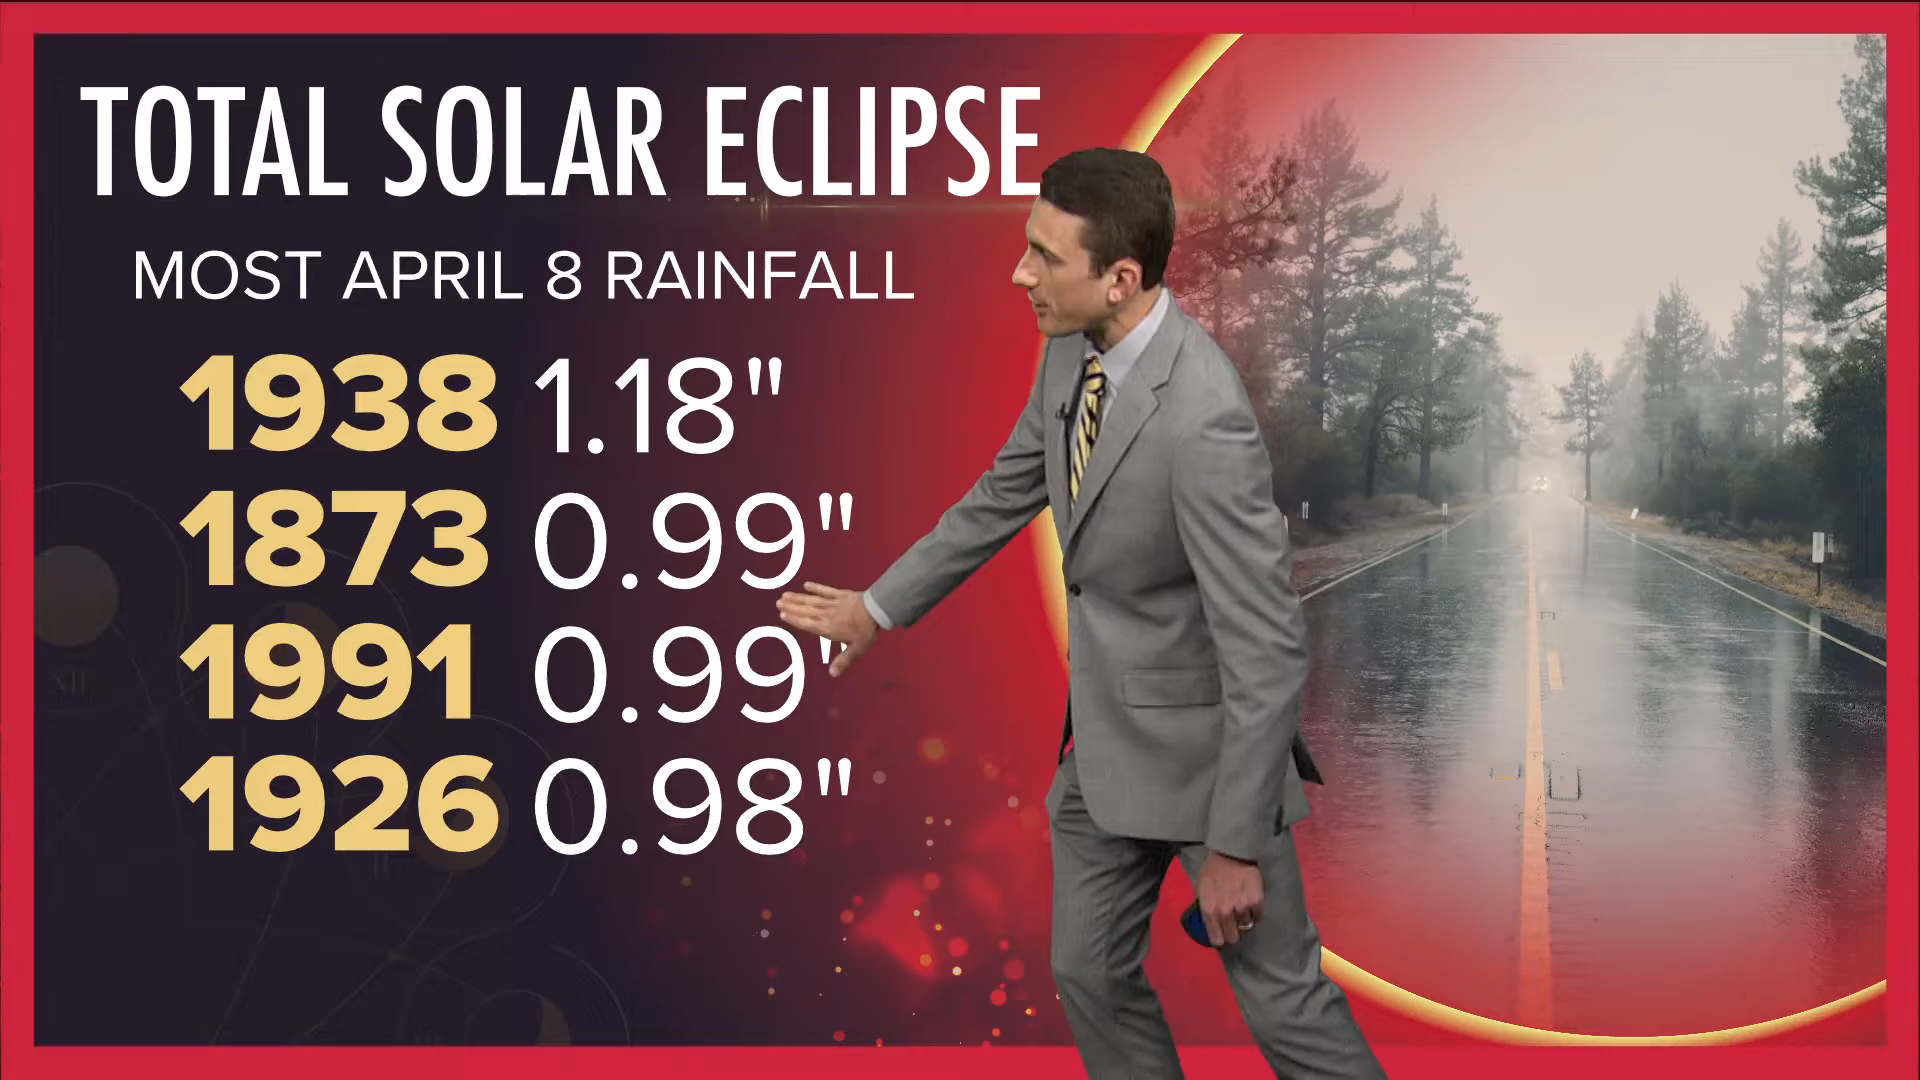 TOTAL SOLAR ECLIPSE
MOST APRIL 8 RAINFALL
1938 1.18"
1873 0.99"
1991 0.99"
1926 0.98"